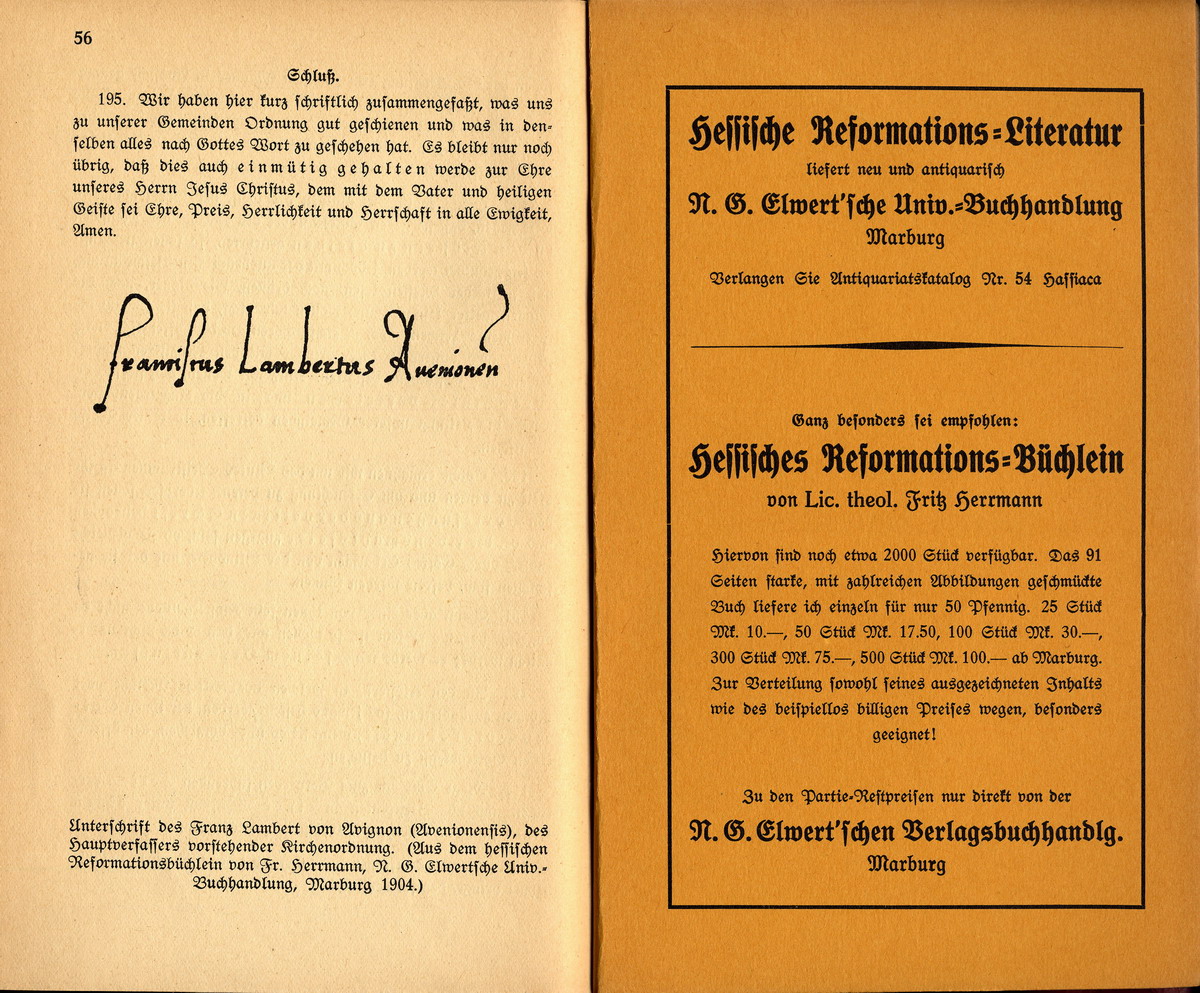 56
Schluß.
195. Wir haben hier kurz schriftlich zusammengefaßt, was uns
zu unserer Gemeinden Ordnung gut geschienen und was in den-
selben alles nach Gottes Wort zu geschehen hat. Es bleibt nur noch
übrig, daß dies auch einmütig gehalten werde zur Ehre
unseres Herrn Jesus Christus, dem mit dem Vater und heiligen
Geiste sei Ehre, Preis, Herrlichkeit und Herrschaft in alle Ewigkeit,
Amen.
Franciscus Lambertus Avenionen
Unterschrift des Franz Lambert von Avignon (Avenionensis), des
Hauptverfassers vorstehender Kirchenordnung. (Aus dem hessischen
Reformationsbüchlein von Fr. Herrmann, N. G. Elwertsche Univ.-
Buchhandlung, Marburg 1904.)
Hessische Reformations-Literatur
liefert neu und antiquarisch
N. G. Elwert'sche Univ.-Buchhandlung
Marburg
Verlangen Sie Antiquariatskatalog Nr. 54 Hassiaca
Ganz besonders sei empfohlen:
Hessisches Reformations-Büchlein
von Lic. theol. Fritz Herrmann
Hiervon sind noch etwa 2000 Stück verfügbar. Das 91
Seiten starke, mit zahlreichen Abbildungen geschmückte
Buch liefere ich einzeln für nur 50 Pfennig. 25 Stück
Mk. 10.—, 50 Stück Mk. 17.50, 100 Stück Mk. 30.—,
300 Stück Mk. 75.—, 500 Stück Mk. 100.— ab Marburg.
Zur Verteilung sowohl seines ausgezeichneten Inhalts
wie des beispiellos billigen Preises wegen, besonders
geeignet!
Zu den Partie-Restpreisen nur direkt von der
N. G. Elwert'schen Verlagsbuchhandlg.
Marburg